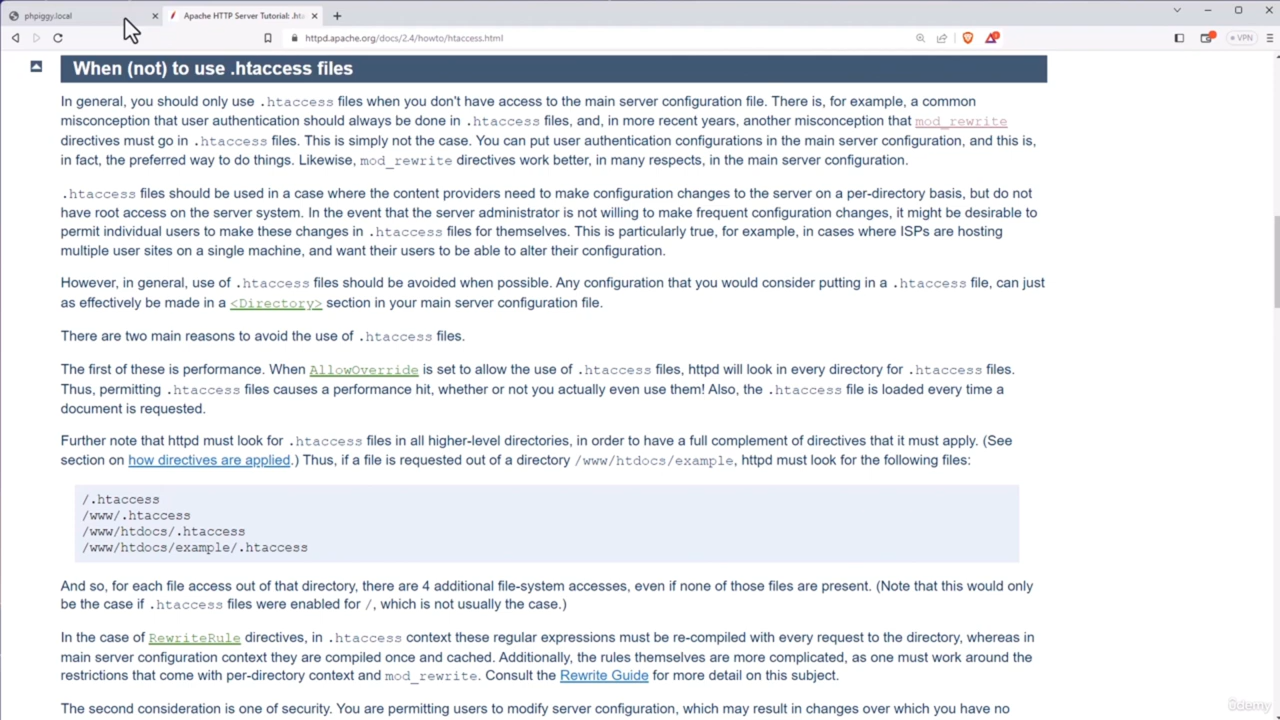 phpiggy.local
Apache HTTP Server Tutorial: .hta
httpd.apache.org/docs/2.4/howto/htaccess.html
VPN
When (not) to use .htaccess files
In general, you should only use .htaccess files when you don't have access to the main server configuration file. There is, for example, a common
misconception that user authentication should always be done in .htaccess files, and, in more recent years, another misconception that mod_rewrite
directives must go in .htaccess files. This is simply not the case. You can put user authentication configurations in the main server configuration, and this is,
in fact, the preferred way to do things. Likewise, mod_rewrite directives work better, in many respects, in the main server configuration.
.htaccess files should be used in a case where the content providers need to make configuration changes to the server on a per-directory basis, but do not
have root access on the server system. In the event that the server administrator is not willing to make frequent configuration changes, it might be desirable to
permit individual users to make these changes in .htaccess files for themselves. This is particularly true, for example, in cases where ISPs are hosting
multiple user sites on a single machine, and want their users to be able to alter their configuration.
However, in general, use of .htaccess files should be avoided when possible. Any configuration that you would consider putting in a .htaccess file, can just
as effectively be made in a <Directory> section in your main server configuration file.
There are two main reasons to avoid the use of .htaccess files.
The first of these is performance. When AllowOverride is set to allow the use of .htaccess files, httpd will look in every directory for .htaccess files.
Thus, permitting .htaccess files causes a performance hit, whether or not you actually even use them! Also, the .htaccess file is loaded every time a
document is requested.
Further note that httpd must look for .htaccess files in all higher-level directories, in order to have a full complement of directives that it must apply. (See
section on how directives are applied.) Thus, if a file is requested out of a directory /www/htdocs/example, httpd must look for the following files:
/.htaccess
/www/.htaccess
/www/htdocs/.htaccess
/www/htdocs/example/.htaccess
And so, for each file access out of that directory, there are 4 additional file-system accesses, even if none of those files are present. (Note that this would only
be the case if .htaccess files were enabled for /, which is not usually the case.)
In the case of RewriteRule directives, in .htaccess context these regular expressions must be re-compiled with every request to the directory, whereas in
main server configuration context they are compiled once and cached. Additionally, the rules themselves are more complicated, as one must work around the
restrictions that come with per-directory context and mod_rewrite. Consult the Rewrite Guide for more detail on this subject.
The second consideration is one of security. You are permitting users to modify server configuration, which may result in changes over which you have no
ûdemy